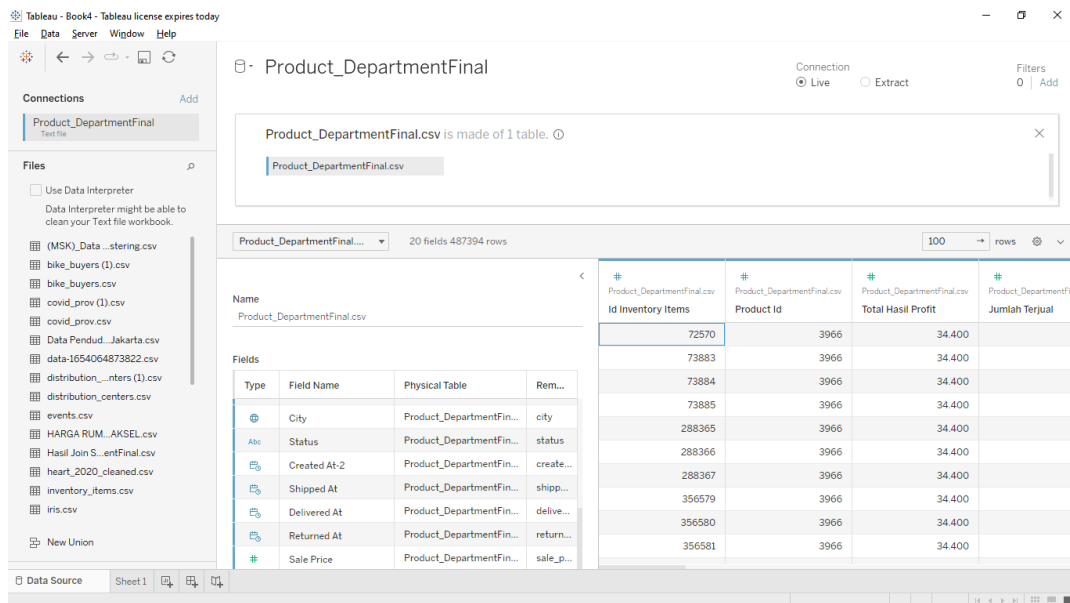 Tableau - Book4 - Tableau license expires today
File Data Server Window Help
Connections Add
Product_DepartmentFinal
Text file
Files
Use Data Interpreter
Data Interpreter might be able to
clean your Text file workbook.
(MSK)_Data ...stering.csv
bike_buyers (1).csv
bike_buyers.csv
covid_prov (1).csv
covid_prov.csv
Data Pendud...Jakarta.csv
data-1654064873822.csv
distribution_...nters (1).csv
distribution_centers.csv
events.csv
HARGA RUM...AKSEL.csv
Hasil Join S...entFinal.csv
heart_2020_cleaned.csv
inventory_items.csv
iris.csv
New Union
Product_DepartmentFinal
Connection
Live Extract
Filters
0 Add
Product_DepartmentFinal.csv is made of 1 table.
Product_DepartmentFinal.csv
Product_DepartmentFinal.... 20 fields 487394 rows
100 → rows
Name
Product_DepartmentFinal.csv
Fields
Type Field Name Physical Table Rem...
City Product_DepartmentFin... city
Abc Status Product_DepartmentFin... status
Created At-2 Product_DepartmentFin... create...
Shipped At Product_DepartmentFin... shipp...
Delivered At Product_DepartmentFin... delive...
Returned At Product_DepartmentFin... return...
# Sale Price Product_DepartmentFin... sale_p...
# # # #
Product_DepartmentFinal.csv Product_DepartmentFinal.csv Product_DepartmentFinal.csv Product_DepartmentF
Id Inventory Items Product Id Total Hasil Profit Jumlah Terjual
72570 3966 34.400
73883 3966 34.400
73884 3966 34.400
73885 3966 34.400
288365 3966 34.400
288366 3966 34.400
288367 3966 34.400
356579 3966 34.400
356580 3966 34.400
356581 3966 34.400
Data Source Sheet 1